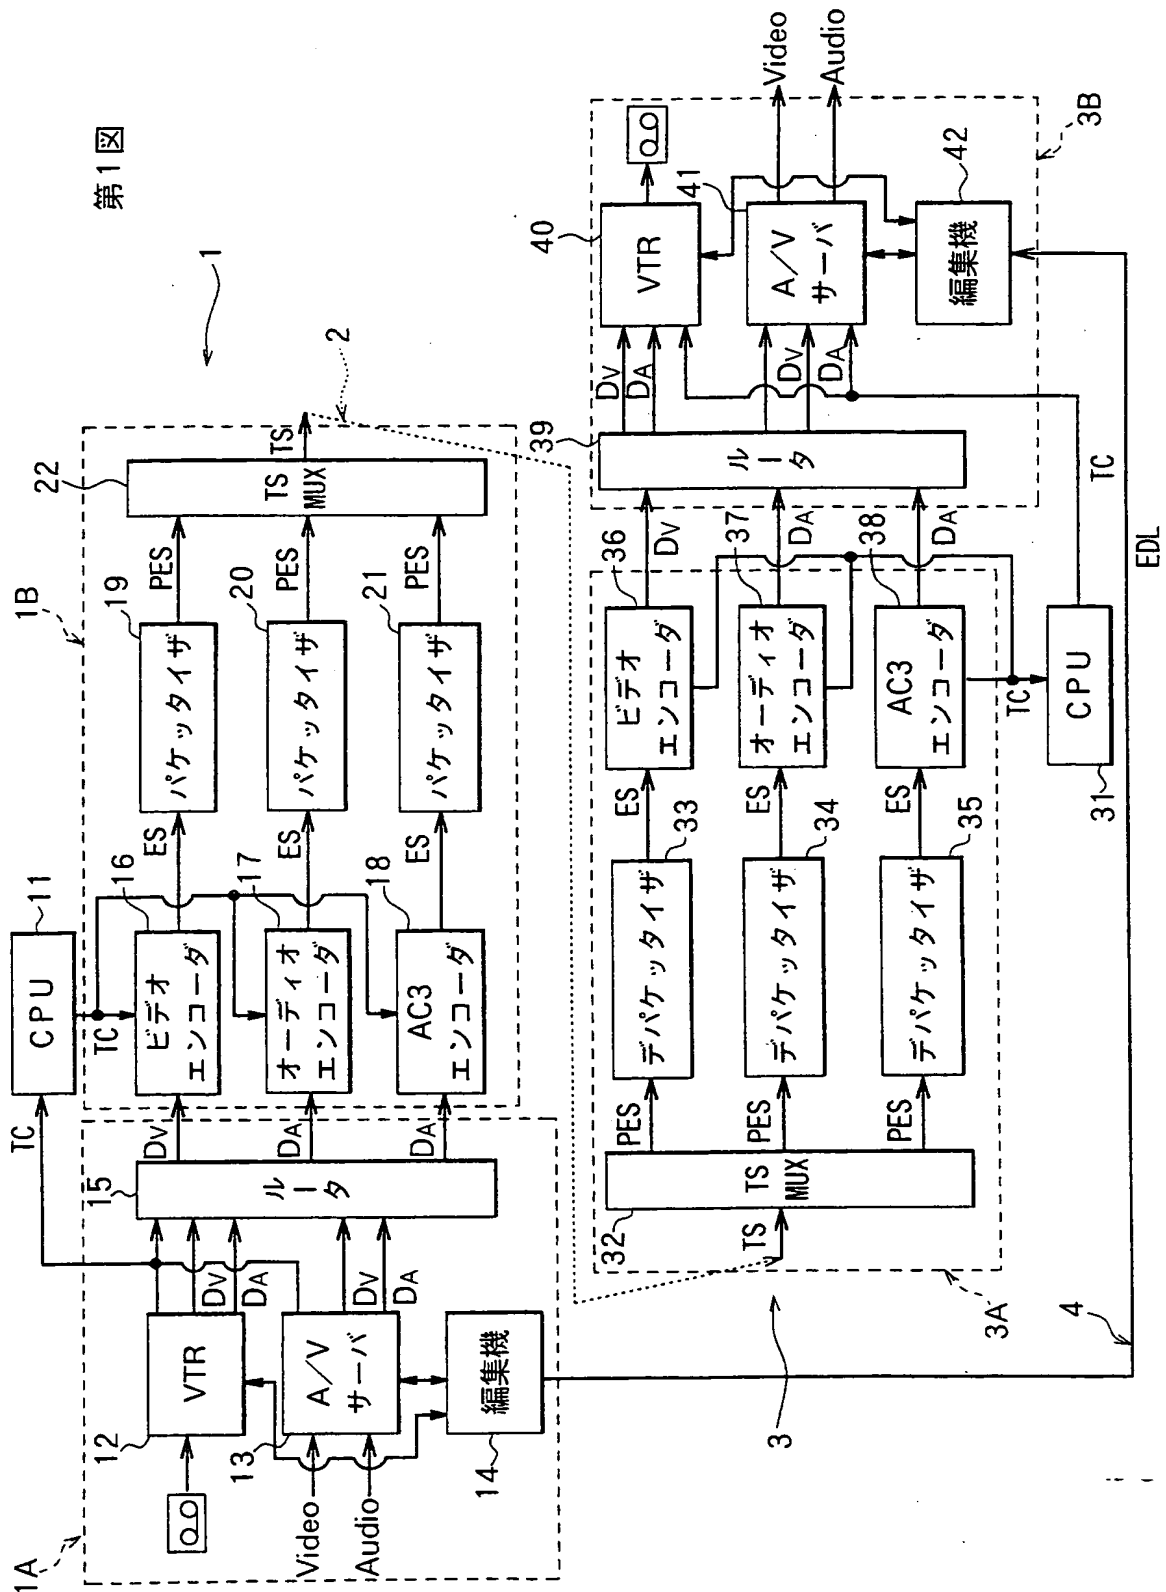 第1図
1
1A
1B
11
CPU
TC
TC
12
VTR
DV
DA
13
A/V
サーバ
Video
Audio
DV
DA
14
編集機
15
ルータ
DV
DA
DA
16
ビデオ
エンコーダ
ES
17
オーディオ
エンコーダ
ES
18
AC3
エンコーダ
ES
19
パケッタイザ
PES
20
パケッタイザ
PES
21
パケッタイザ
PES
22
TS
MUX
TS
2
3
3A
TS
32
TS
MUX
PES
PES
PES
33
デパケッタイザ
ES
34
デパケッタイザ
ES
35
デパケッタイザ
ES
36
ビデオ
エンコーダ
DV
37
オーディオ
エンコーダ
DA
38
AC3
エンコーダ
DA
TC
31
CPU
TC
39
ルータ
DV
DA
DV
DA
40
VTR
41
A/V
サーバ
Video
Audio
42
編集機
3B
EDL
4